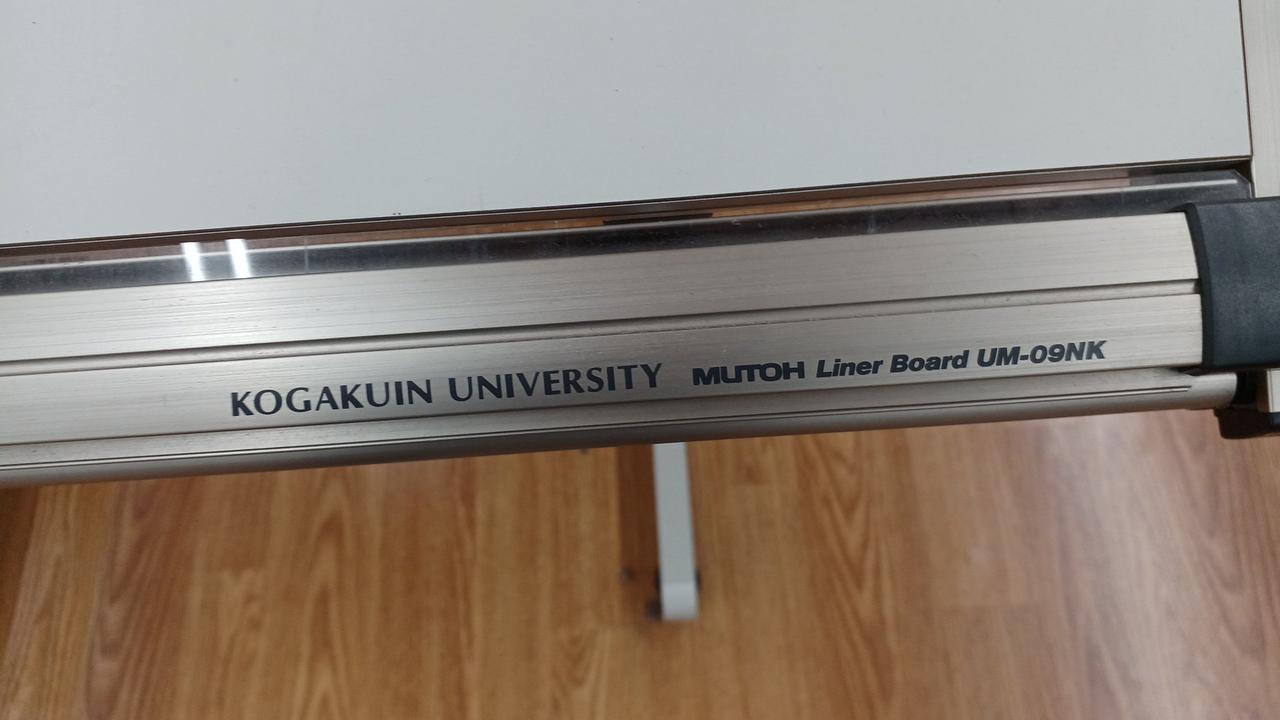 KOGAKUIN UNIVERSITY MUTOH Liner Board UM-09NK